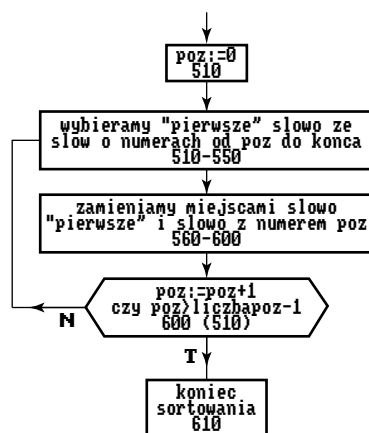 poz:=0
510
wybieramy "pierwsze" slowo ze
slow o numerach od poz do konca
510-550
zamieniamy miejscami slowo
"pierwsze" i slowo z numerem poz
560-600
poz:=poz+1
czy poz>liczbapoz-1
600 (510)
N
T
koniec
sortowania
610